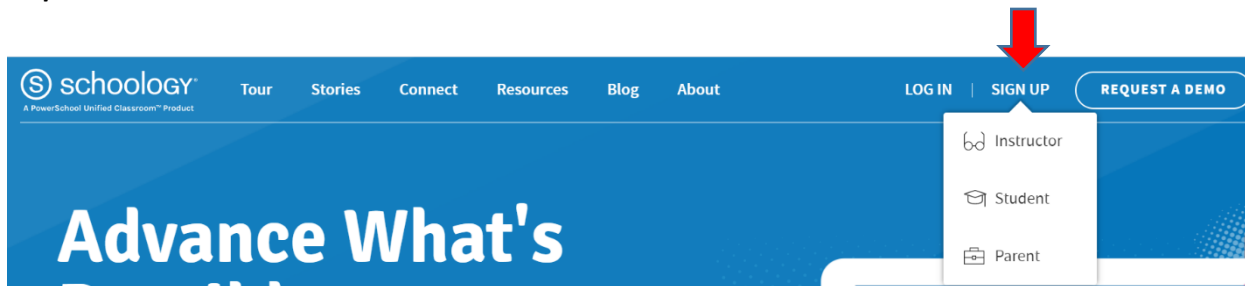 schoology®
A PowerSchool Unified Classroom™ Product
Tour
Stories
Connect
Resources
Blog
About
LOG IN | SIGN UP
REQUEST A DEMO
Instructor
Student
Parent
Advance What's